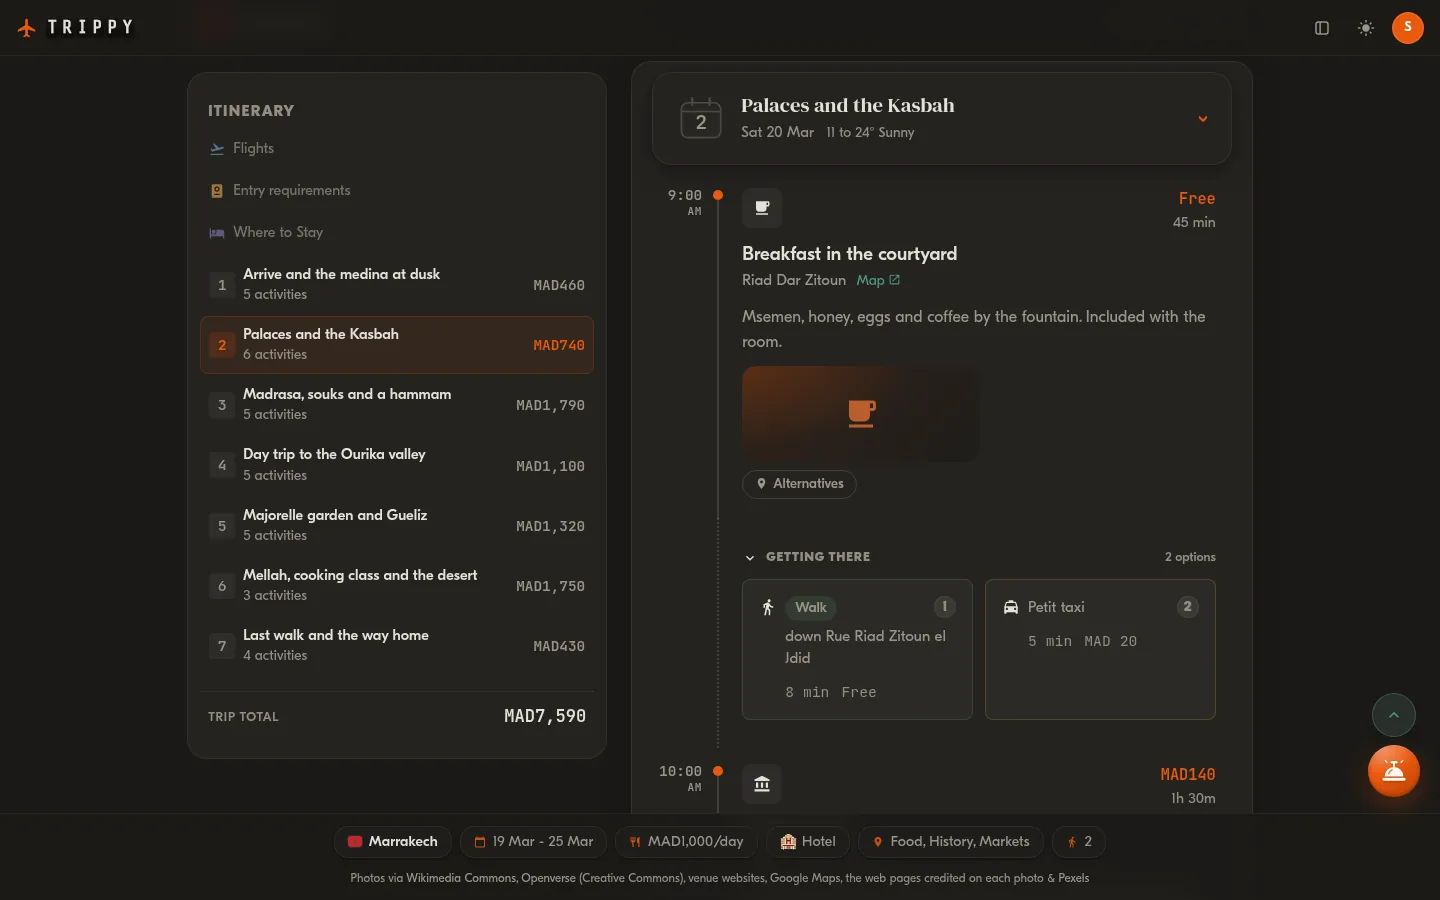 TRIPPY
S
ITINERARY
Flights
Entry requirements
Where to Stay
1
Arrive and the medina at dusk
5 activities
MAD460
2
Palaces and the Kasbah
6 activities
MAD740
3
Madrasa, souks and a hammam
5 activities
MAD1,790
4
Day trip to the Ourika valley
5 activities
MAD1,100
5
Majorelle garden and Gueliz
5 activities
MAD1,320
6
Mellah, cooking class and the desert
3 activities
MAD1,750
7
Last walk and the way home
4 activities
MAD430
TRIP TOTAL
MAD7,590
2
Palaces and the Kasbah
Sat 20 Mar 11 to 24° Sunny
9:00
AM
Free
45 min
Breakfast in the courtyard
Riad Dar Zitoun Map
Msemen, honey, eggs and coffee by the fountain. Included with the
room.
Alternatives
GETTING THERE
2 options
Walk
1
down Rue Riad Zitoun el
Jdid
8 min Free
Petit taxi
2
5 min MAD 20
10:00
AM
MAD140
1h 30m
Marrakech
19 Mar - 25 Mar
MAD1,000/day
Hotel
Food, History, Markets
2
Photos via Wikimedia Commons, Openverse (Creative Commons), venue websites, Google Maps, the web pages credited on each photo & Pexels